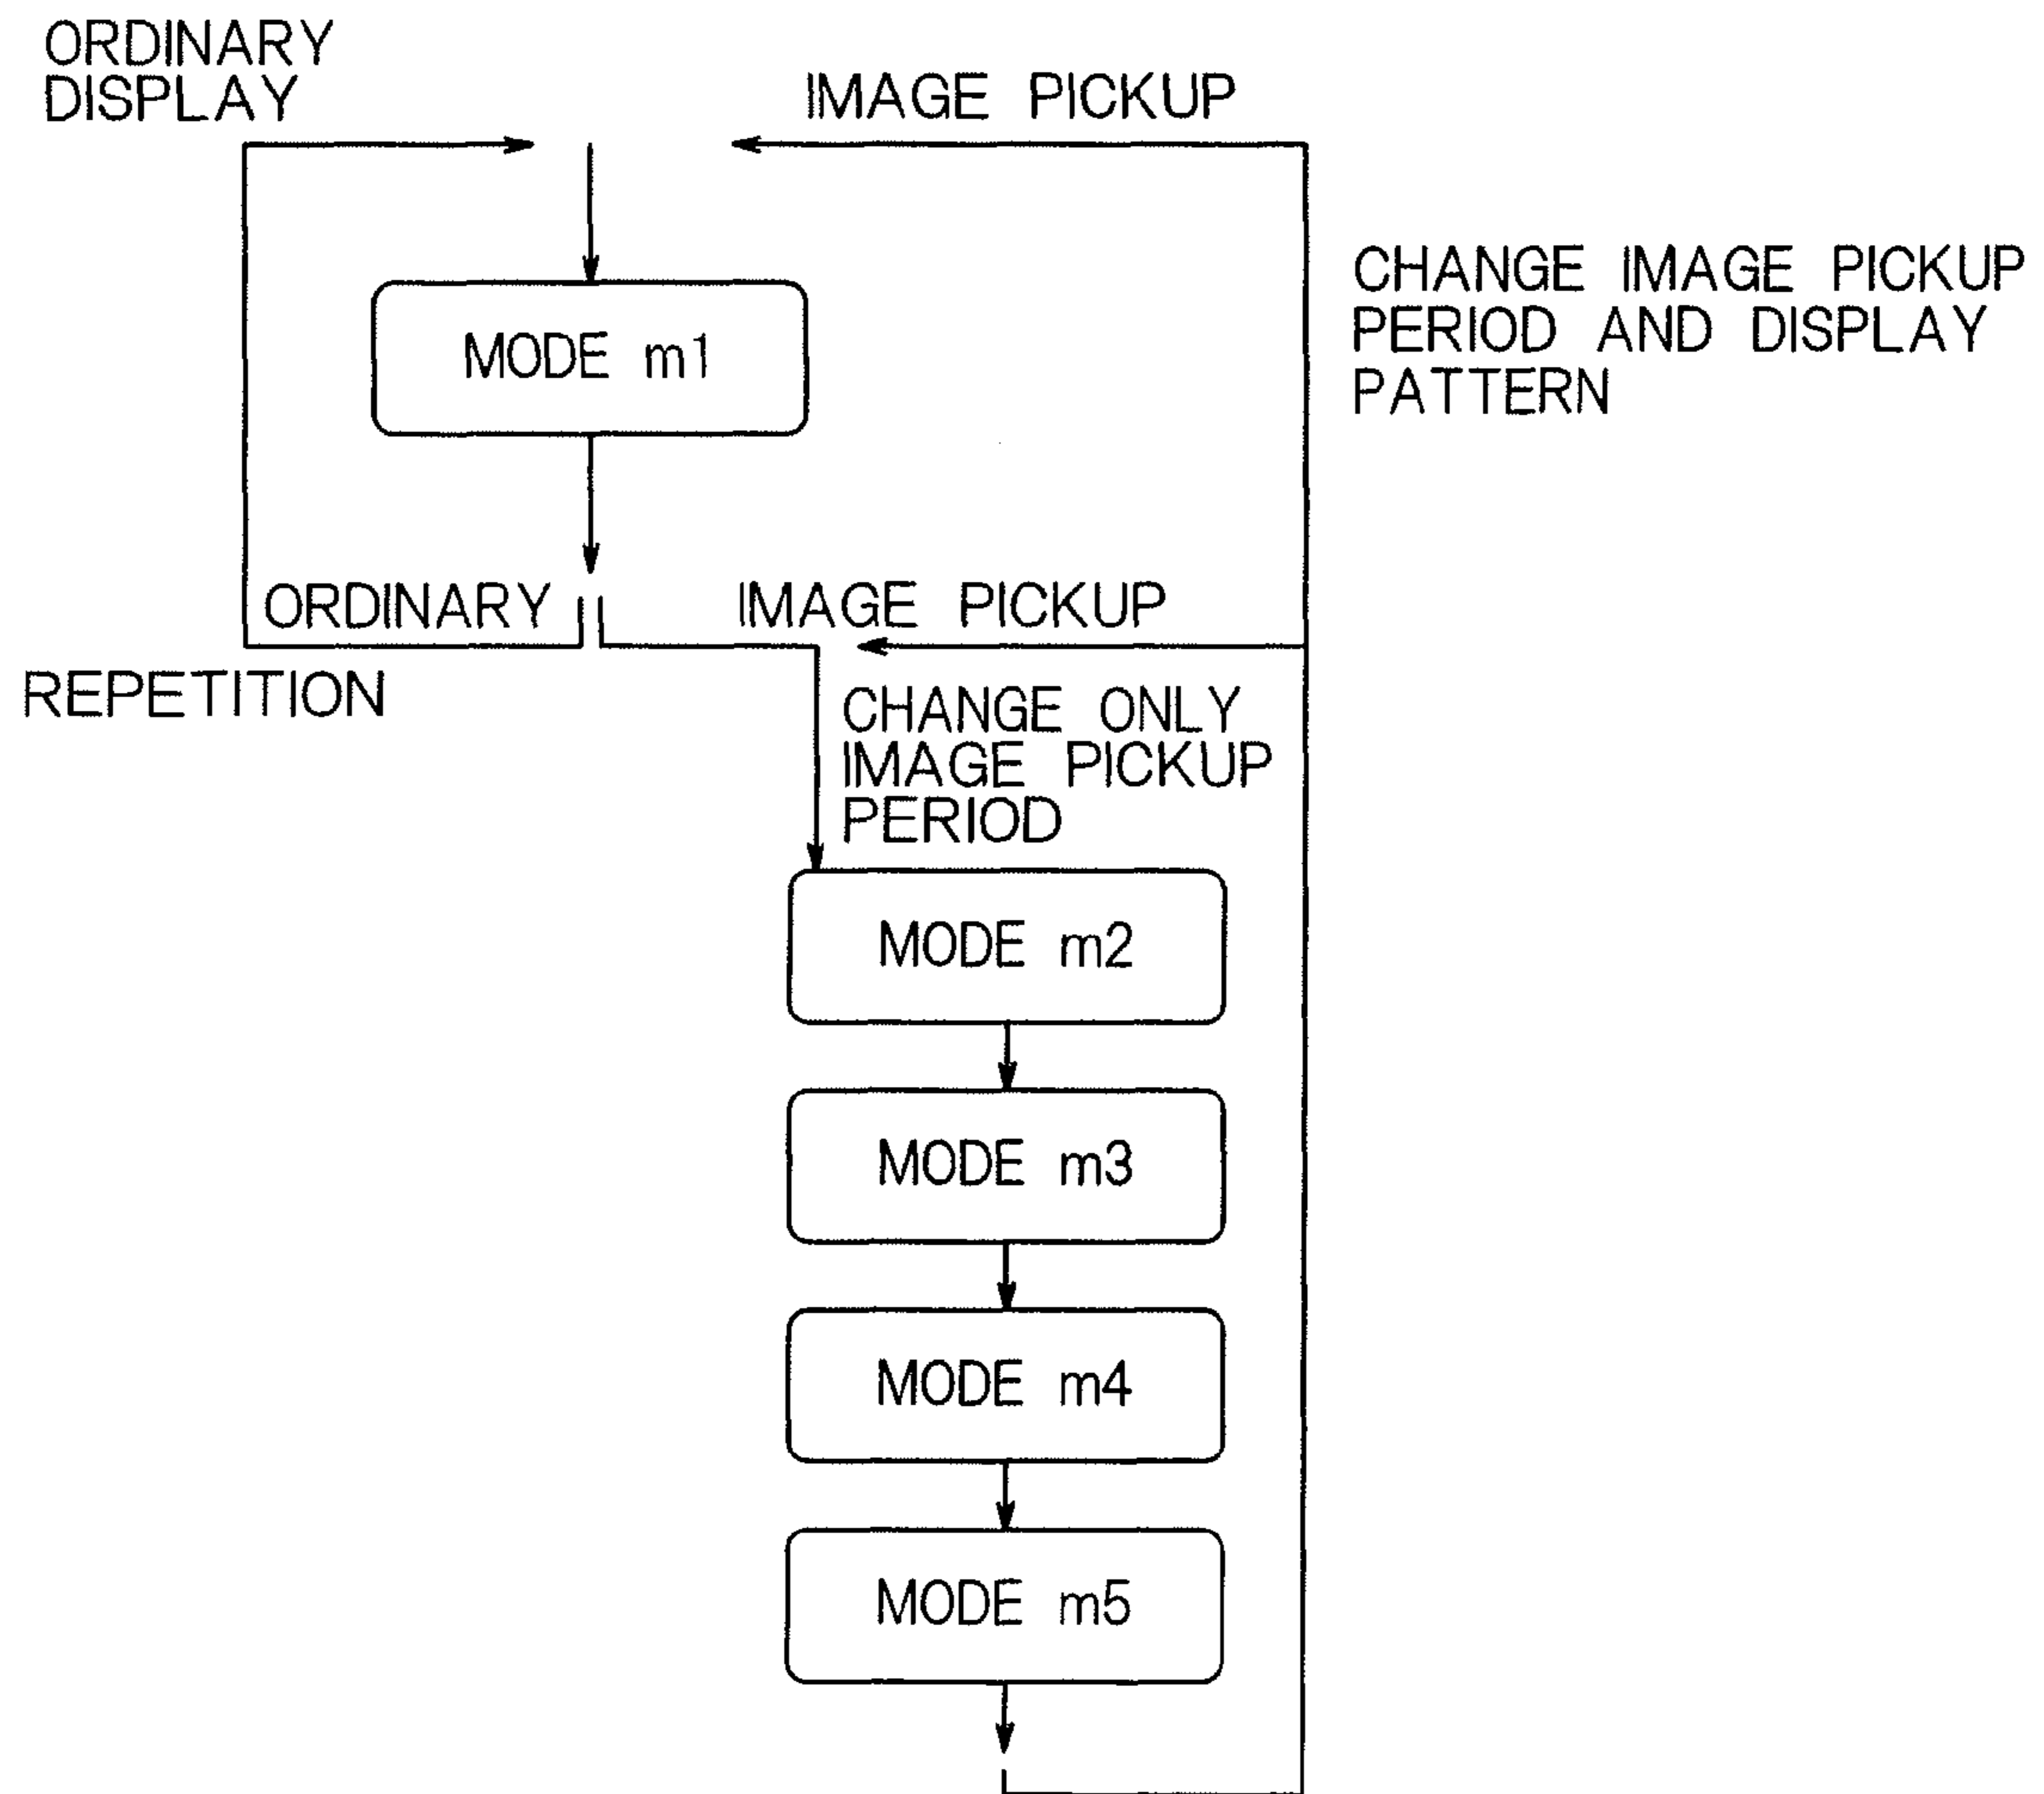 ORDINARY
DISPLAY
IMAGE PICKUP
CHANGE IMAGE PICKUP
PERIOD AND DISPLAY
PATTERN
MODE m1
ORDINARY
IMAGE PICKUP
REPETITION
CHANGE ONLY
IMAGE PICKUP
PERIOD
MODE m2
MODE m3
MODE m4
MODE m5